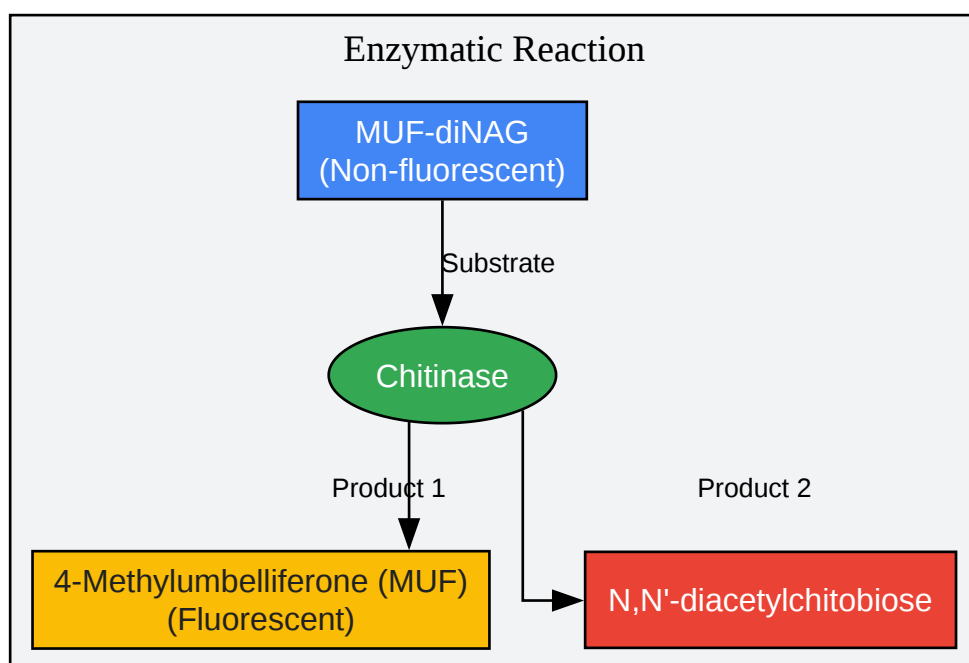 Enzymatic Reaction
MUF-diNAG
(Non-fluorescent)
Substrate
Chitinase
Product 1
Product 2
4-Methylumbelliferone (MUF)
(Fluorescent)
N,N'-diacetylchitobiose